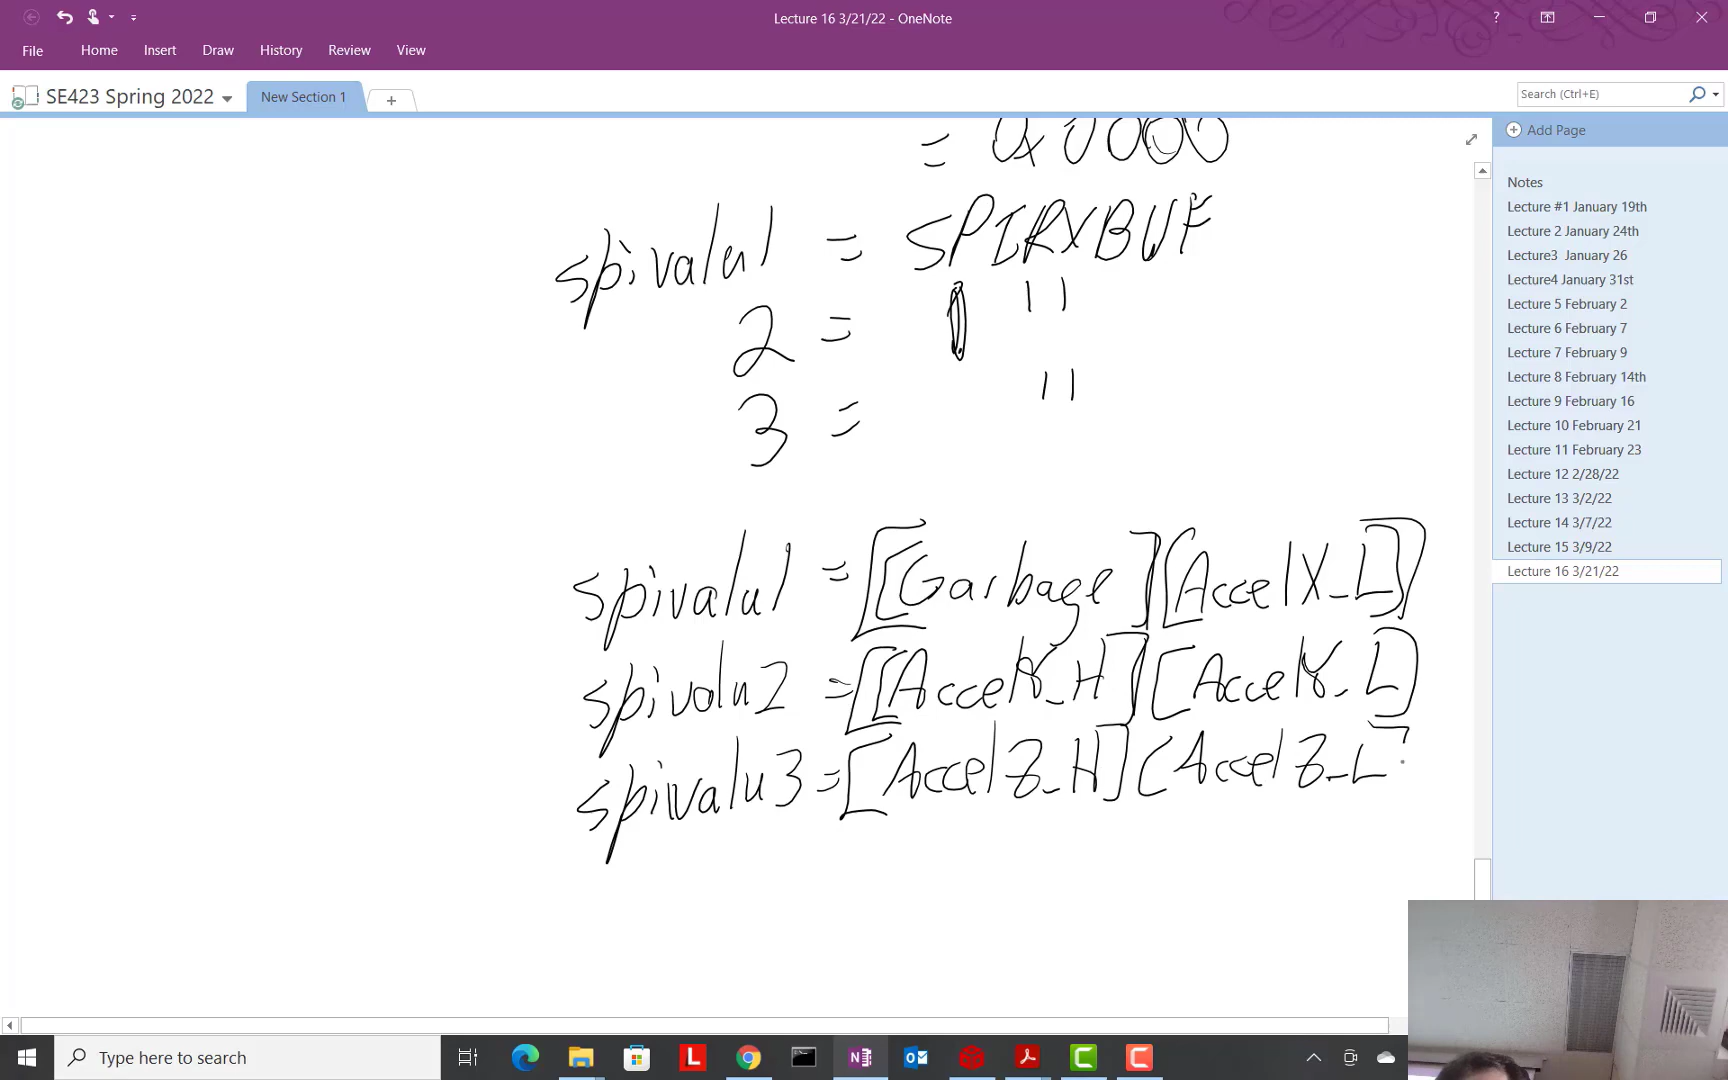 Lecture 16 3/21/22 - OneNote
?
File Home Insert Draw History Review View
SE423 Spring 2022
New Section 1
+
Search (Ctrl+E)
Add Page
Notes
Lecture #1 January 19th
Lecture 2 January 24th
Lecture3 January 26
Lecture4 January 31st
Lecture 5 February 2
Lecture 6 February 7
Lecture 7 February 9
Lecture 8 February 14th
Lecture 9 February 16
Lecture 10 February 21
Lecture 11 February 23
Lecture 12 2/28/22
Lecture 13 3/2/22
Lecture 14 3/7/22
Lecture 15 3/9/22
Lecture 16 3/21/22
= 0x0000
spivalu1 = SPIRXBUF
2 = "
3 = "
spivalu1 = [[Garbage][AccelX_L]]
spivalu2 = [[AccelY_H][AccelY_L]
spivalu3 = [AccelZ_H][AccelZ_L]
Type here to search